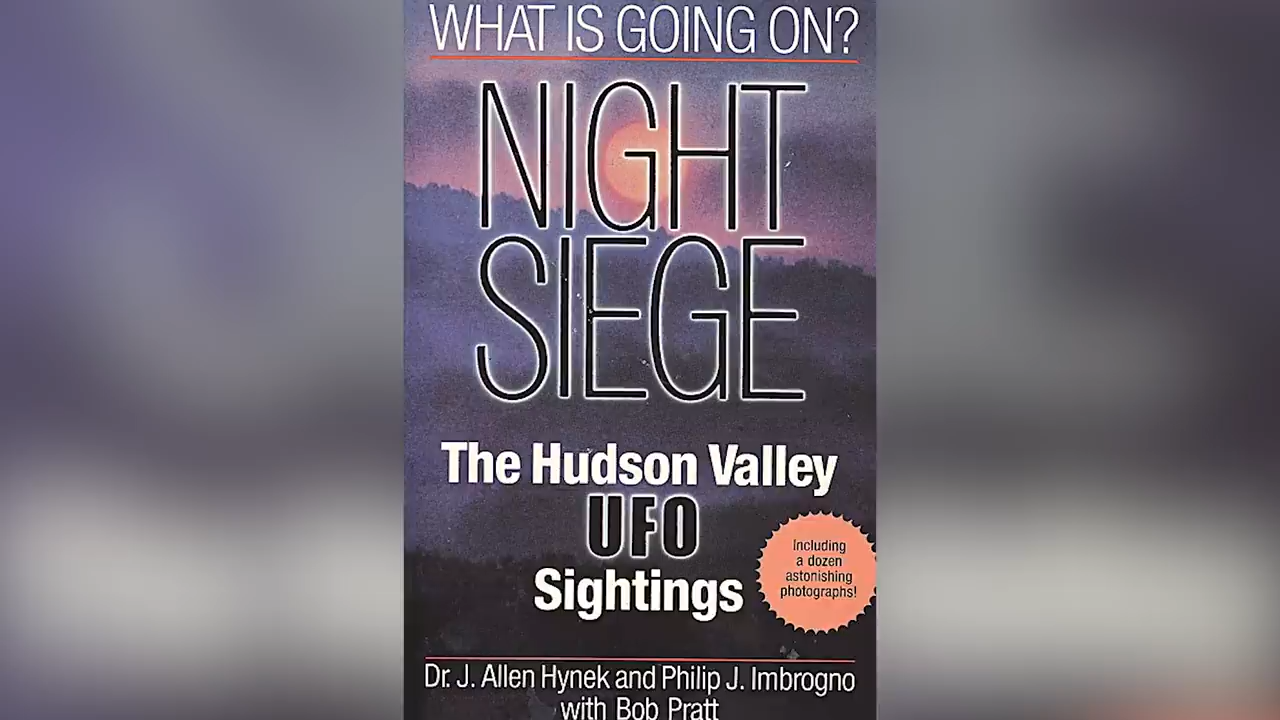 WHAT IS GOING ON?
NIGHT
SIEGE
The Hudson Valley
UFO
Sightings
Including
a dozen
astonishing
photographs!
Dr. J. Allen Hynek and Philip J. Imbrogno
with Bob Pratt